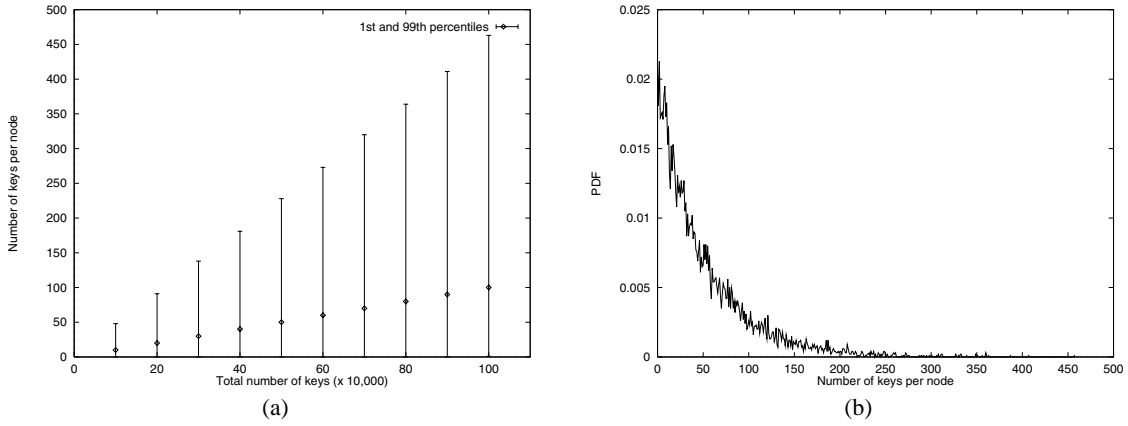 500
450
400
350
300
250
200
150
100
50
0
Number of keys per node
1st and 99th percentiles
0 20 40 60 80 100
Total number of keys (x 10,000)
(a)
0.025
0.02
0.015
0.01
0.005
0
PDF
0 50 100 150 200 250 300 350 400 450 500
Number of keys per node
(b)